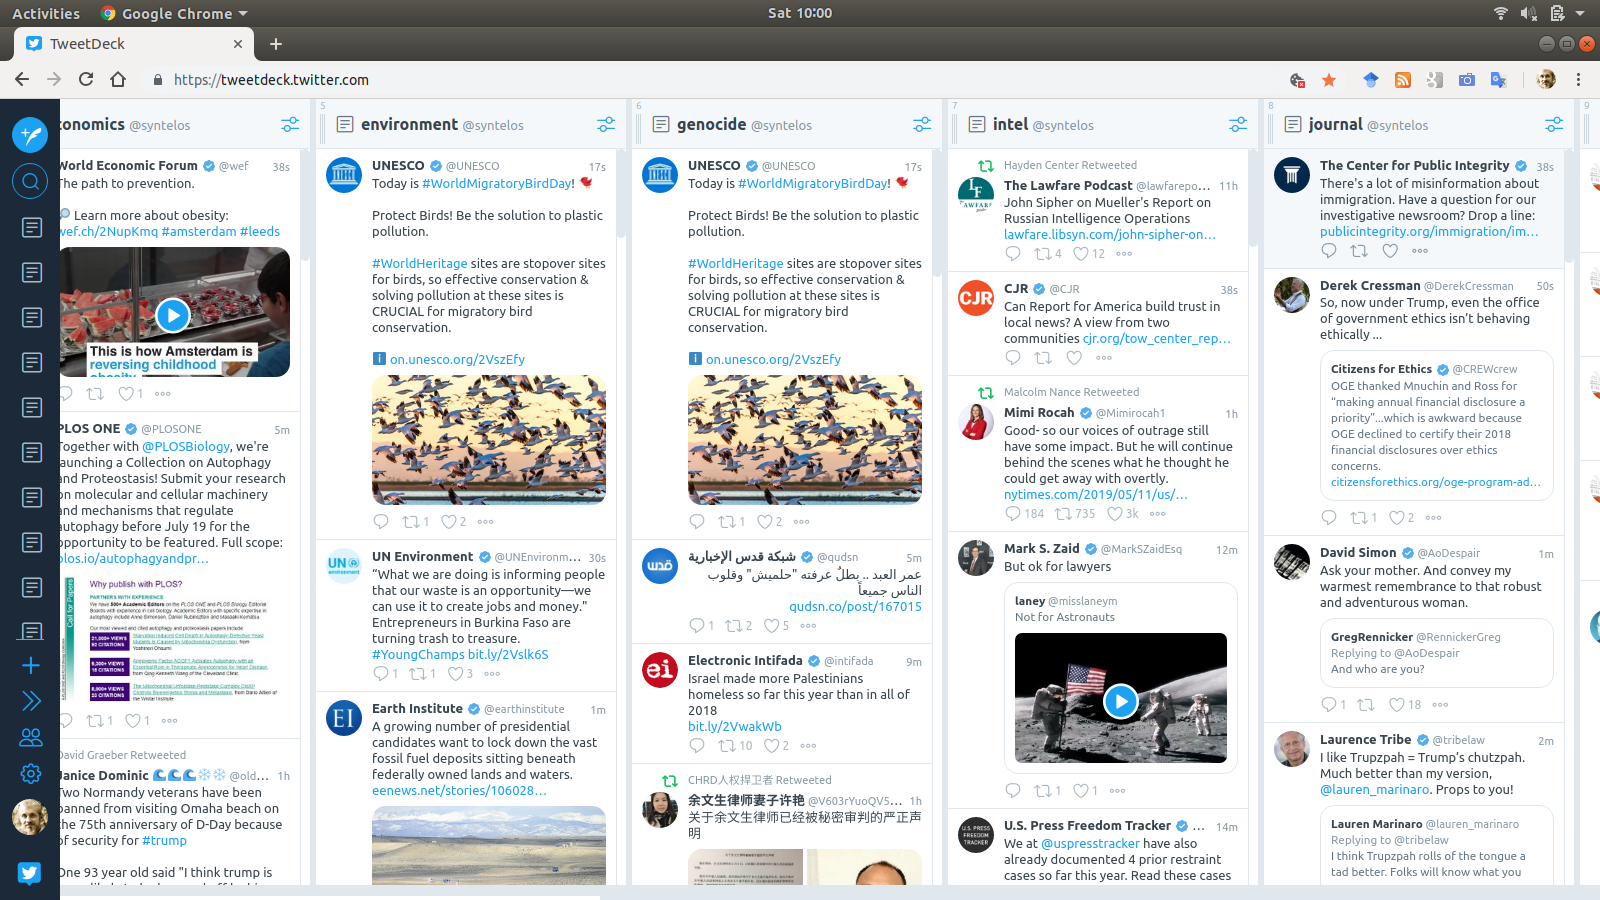 Activities
Google Chrome
Sat 10:00
TweetDeck
https://tweetdeck.twitter.com
conomics @syntelos
World Economic Forum @wef 38s
The path to prevention.
Learn more about obesity:
wef.ch/2NupKmq #amsterdam #leeds
This is how Amsterdam is
reversing childhood
obesity
1
PLOS ONE @PLOSONE 5m
Together with @PLOSBiology, we're
launching a Collection on Autophagy
and Proteostasis! Submit your research
on molecular and cellular machinery
and mechanisms that regulate
autophagy before July 19 for the
opportunity to be featured. Full scope:
plos.io/autophagyandpr…
Call for Papers
Why publish with PLOS?
PARTNERS WITH EXPERIENCE
21,000+ VIEWS
92 CITATIONS
1 1
David Graeber Retweeted
Janice Dominic @old… 1h
Two Normandy veterans have been
banned from visiting Omaha beach on
the 75th anniversary of D-Day because
of security for #trump
One 93 year old said "I think trump is
5
environment @syntelos
UNESCO @UNESCO 17s
Today is #WorldMigratoryBirdDay!
Protect Birds! Be the solution to plastic
pollution.
#WorldHeritage sites are stopover sites
for birds, so effective conservation &
solving pollution at these sites is
CRUCIAL for migratory bird
conservation.
on.unesco.org/2VszEfy
1 2
UN Environment @UNEnvironm… 30s
“What we are doing is informing people
that our waste is an opportunity—we
can use it to create jobs and money."
Entrepreneurs in Burkina Faso are
turning trash to treasure.
#YoungChamps bit.ly/2Vslk6S
1 1 3
EI
Earth Institute @earthinstitute 1m
A growing number of presidential
candidates want to lock down the vast
fossil fuel deposits sitting beneath
federally owned lands and waters.
eenews.net/stories/106028…
6
genocide @syntelos
UNESCO @UNESCO 17s
Today is #WorldMigratoryBirdDay!
Protect Birds! Be the solution to plastic
pollution.
#WorldHeritage sites are stopover sites
for birds, so effective conservation &
solving pollution at these sites is
CRUCIAL for migratory bird
conservation.
on.unesco.org/2VszEfy
1 2
شبكة قدس الإخبارية @qudsn 5m
عمر العبد .. بطلٌ عرفته "حلميش" وقلوب
الناس جميعاً
qudsn.co/post/167015
1 2 5
ei
Electronic Intifada @intifada 9m
Israel made more Palestinians
homeless so far this year than in all of
2018
bit.ly/2VwakWb
10 2
CHRD人权捍卫者 Retweeted
余文生律师妻子许艳 @V603rYuoQV5… 1h
关于余文生律师已经被秘密审判的严正声
明
7
intel @syntelos
Hayden Center Retweeted
The Lawfare Podcast @lawfarepo… 11h
John Sipher on Mueller's Report on
Russian Intelligence Operations
lawfare.libsyn.com/john-sipher-on…
4 12
CJR
CJR @CJR 38s
Can Report for America build trust in
local news? A view from two
communities cjr.org/tow_center_rep…
Malcolm Nance Retweeted
Mimi Rocah @Mimirocah1 1h
Good- so our voices of outrage still
have some impact. But he will continue
behind the scenes what he thought he
could get away with overtly.
nytimes.com/2019/05/11/us/…
184 735 3k
Mark S. Zaid @MarkSZaidEsq 12m
But ok for lawyers
laney @misslaneym
Not for Astronauts
1 1
U.S. PRESS
FREEDOM
TRACKER
U.S. Press Freedom Tracker … 14m
We at @uspresstracker have also
already documented 4 prior restraint
cases so far this year. Read these cases
8
journal @syntelos
The Center for Public Integrity 38s
There's a lot of misinformation about
immigration. Have a question for our
investigative newsroom? Drop a line:
publicintegrity.org/immigration/im…
Derek Cressman @DerekCressman 50s
So, now under Trump, even the office
of government ethics isn’t behaving
ethically ...
Citizens for Ethics @CREWcrew
OGE thanked Mnuchin and Ross for
“making annual financial disclosure a
priority”...which is awkward because
OGE declined to certify their 2018
financial disclosures over ethics
concerns.
citizensforethics.org/oge-program-ad…
1 2
David Simon @AoDespair 1m
Ask your mother. And convey my
warmest remembrance to that robust
and adventurous woman.
GregRennicker @RennickerGreg
Replying to @AoDespair
And who are you?
1 18
Laurence Tribe @tribelaw 2m
I like Trupzpah = Trump’s chutzpah.
Much better than my version,
@lauren_marinaro. Props to you!
Lauren Marinaro @lauren_marinaro
Replying to @tribelaw
I think Trupzpah rolls of the tongue a
tad better. Folks will know what you
9